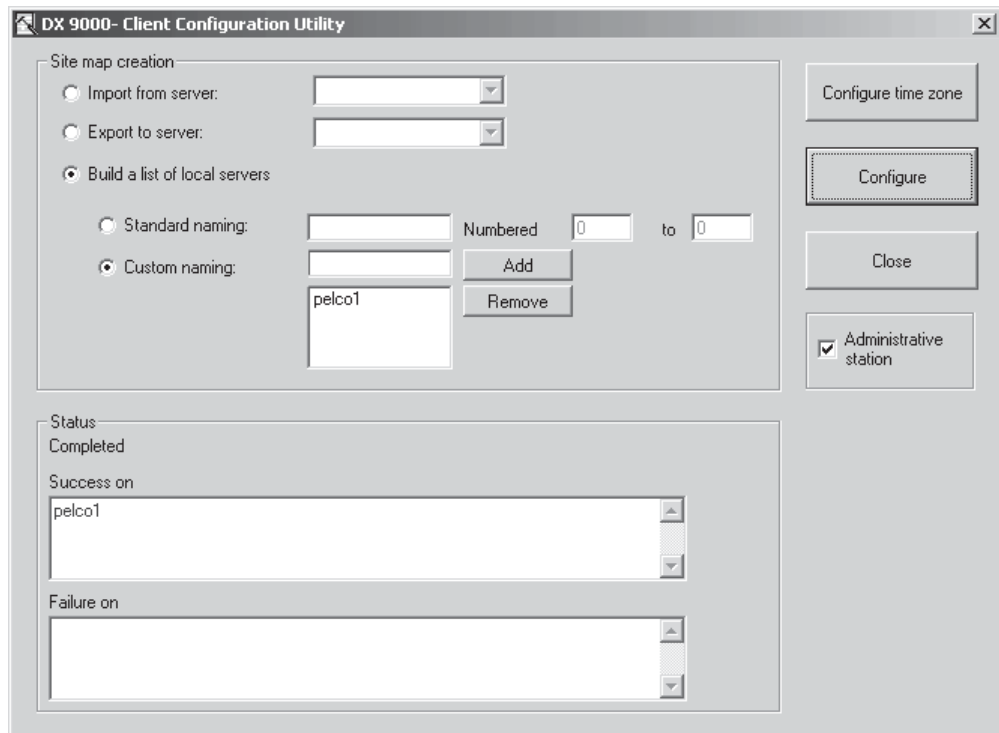 DX 9000- Client Configuration Utility
Site map creation
Import from server:
Export to server:
Build a list of local servers
Standard naming:
Numbered 0 to 0
Custom naming:
Add
pelco1
Remove
Configure time zone
Configure
Close
Administrative
station
Status
Completed
Success on
pelco1
Failure on